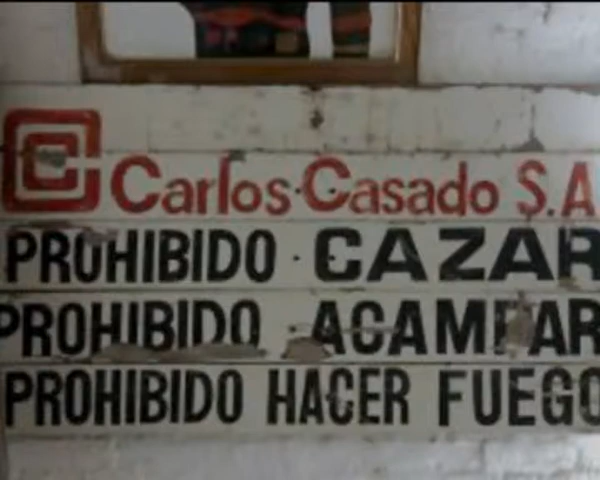 Carlos Casado S.A
PROHIBIDO CAZAR
PROHIBIDO ACAMPAR
PROHIBIDO HACER FUEGO